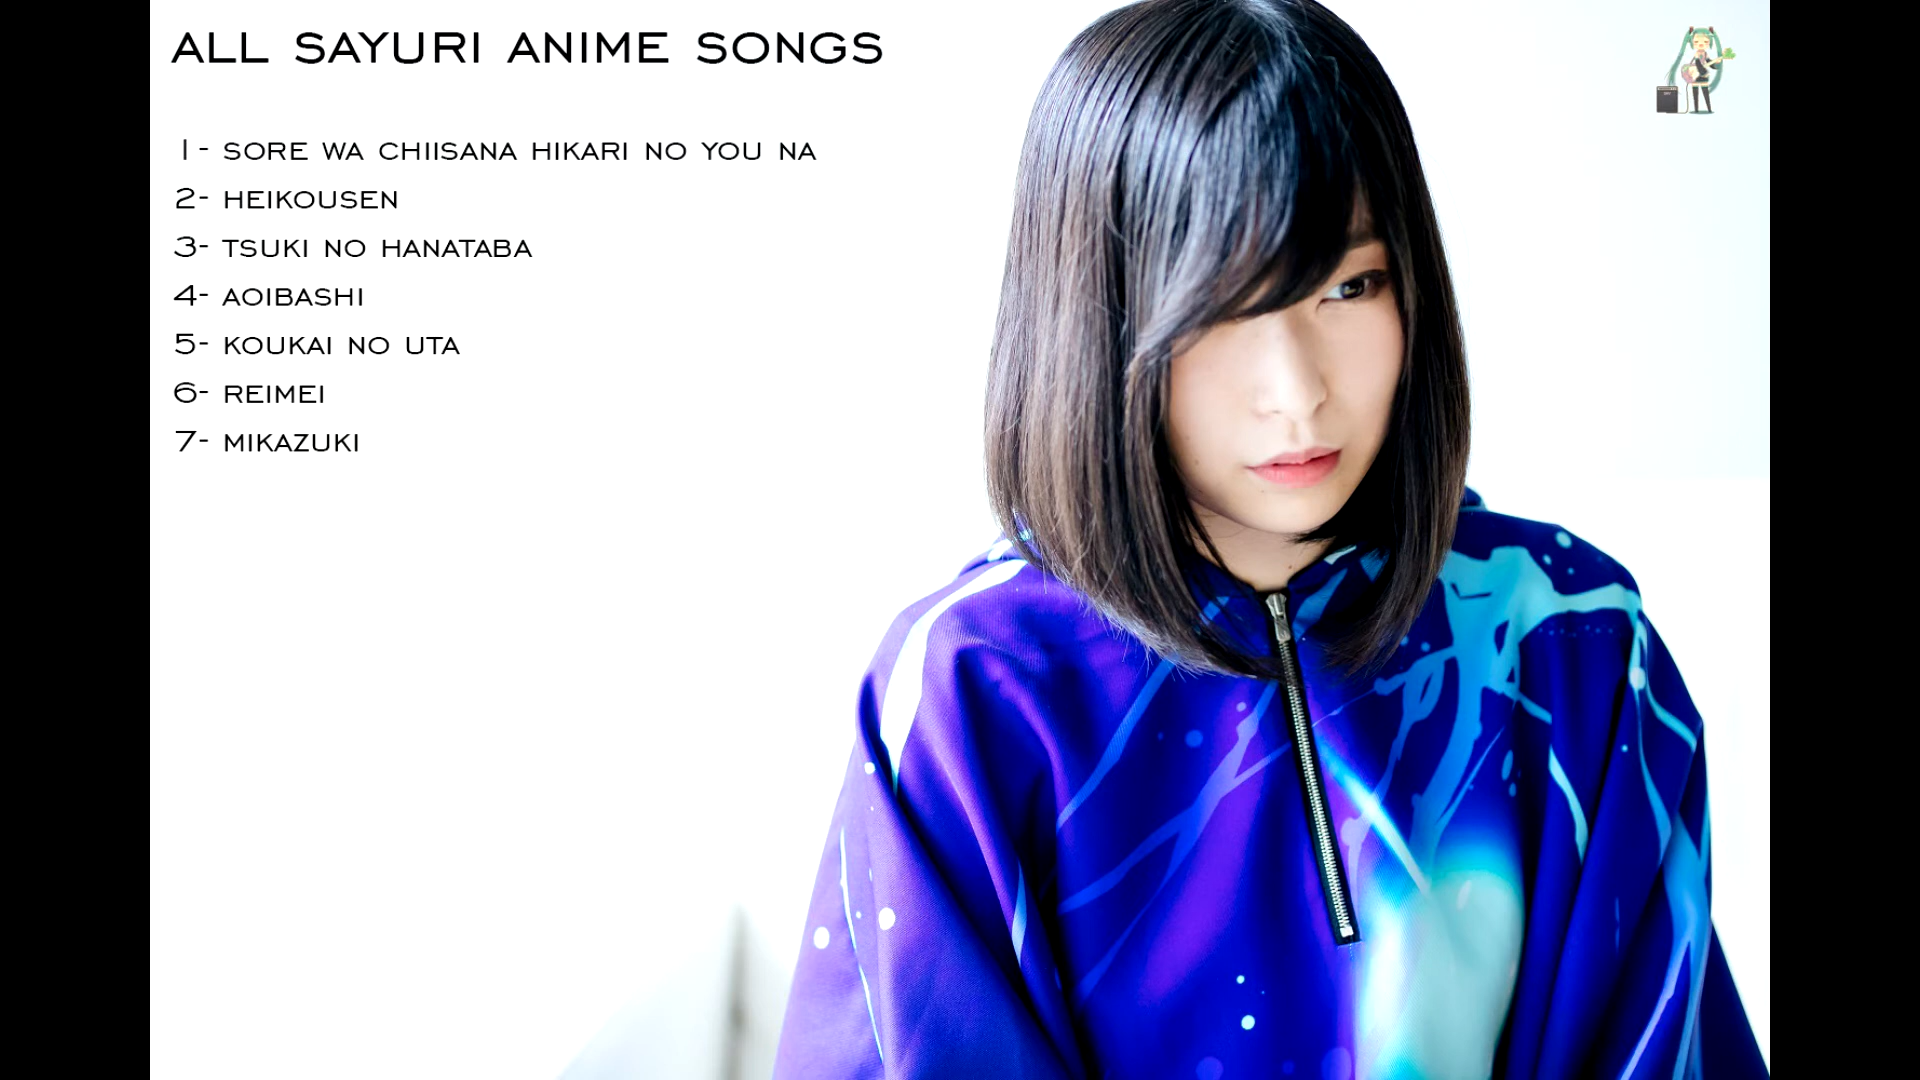 ALL SAYURI ANIME SONGS
1- SORE WA CHIISANA HIKARI NO YOU NA
2- HEIKOUSEN
3- TSUKI NO HANATABA
4- AOIBASHI
5- KOUKAI NO UTA
6- REIMEI
7- MIKAZUKI